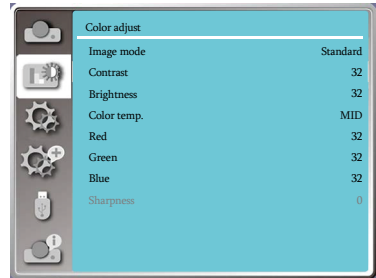 Color adjust
Image mode Standard
Contrast 32
Brightness 32
Color temp. MID
Red 32
Green 32
Blue 32
Sharpness 0